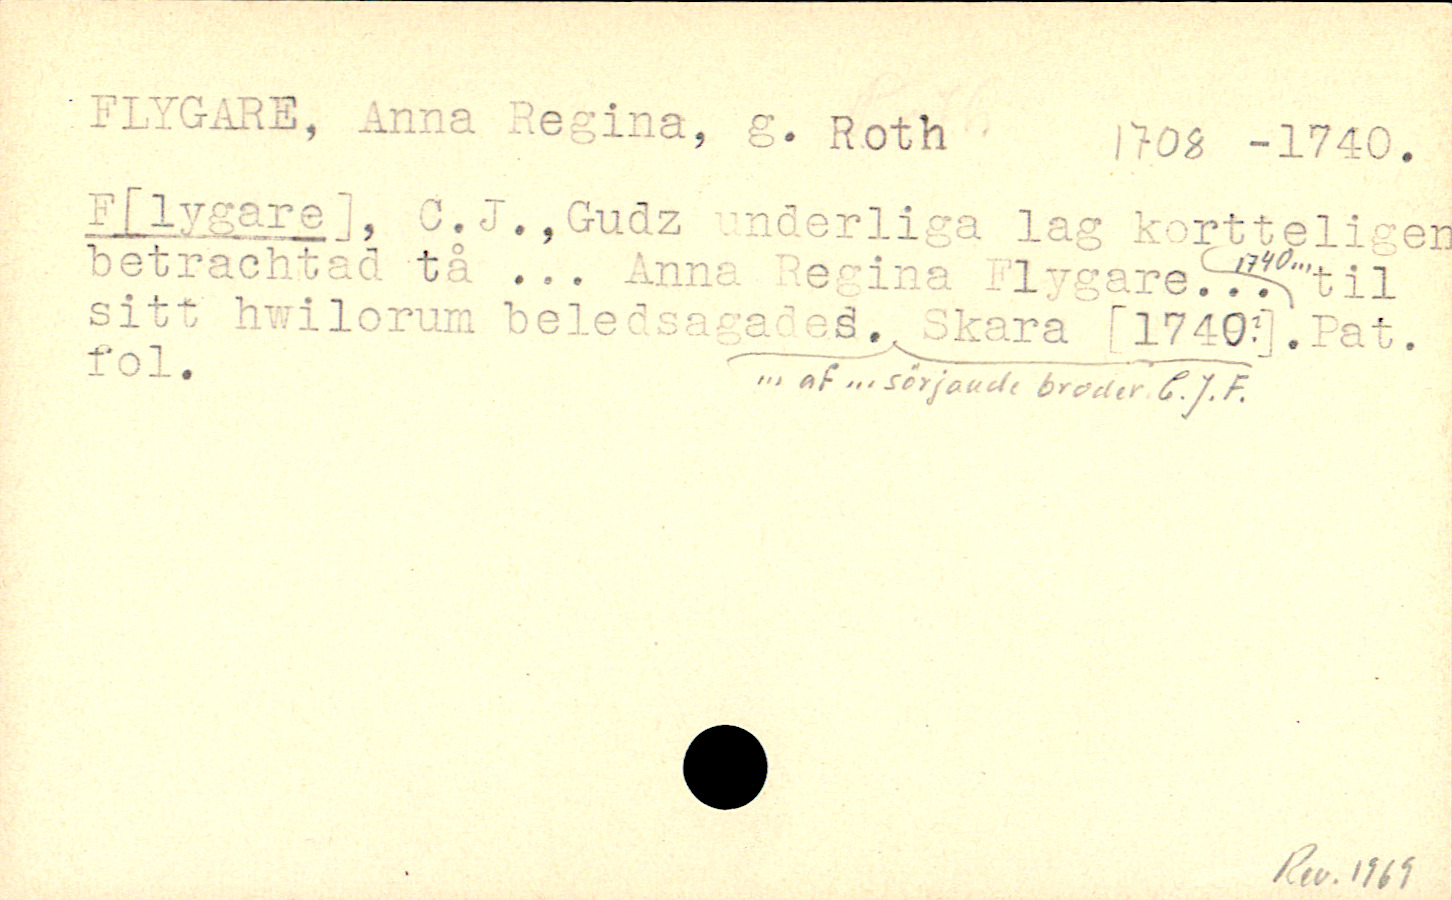 FLYGARE, Anna Regina, g. Roth 1708 -1740.
F[lygare], C.J.,Gudz underliga lag kortteligen
betrachtad tå ... Anna Regina Flygare... 1740... til
sitt hwilorum beledsagades. Skara [1740?].Pat.
fol.
... af ... sörjande broder C.J.F.
Rev. 1969